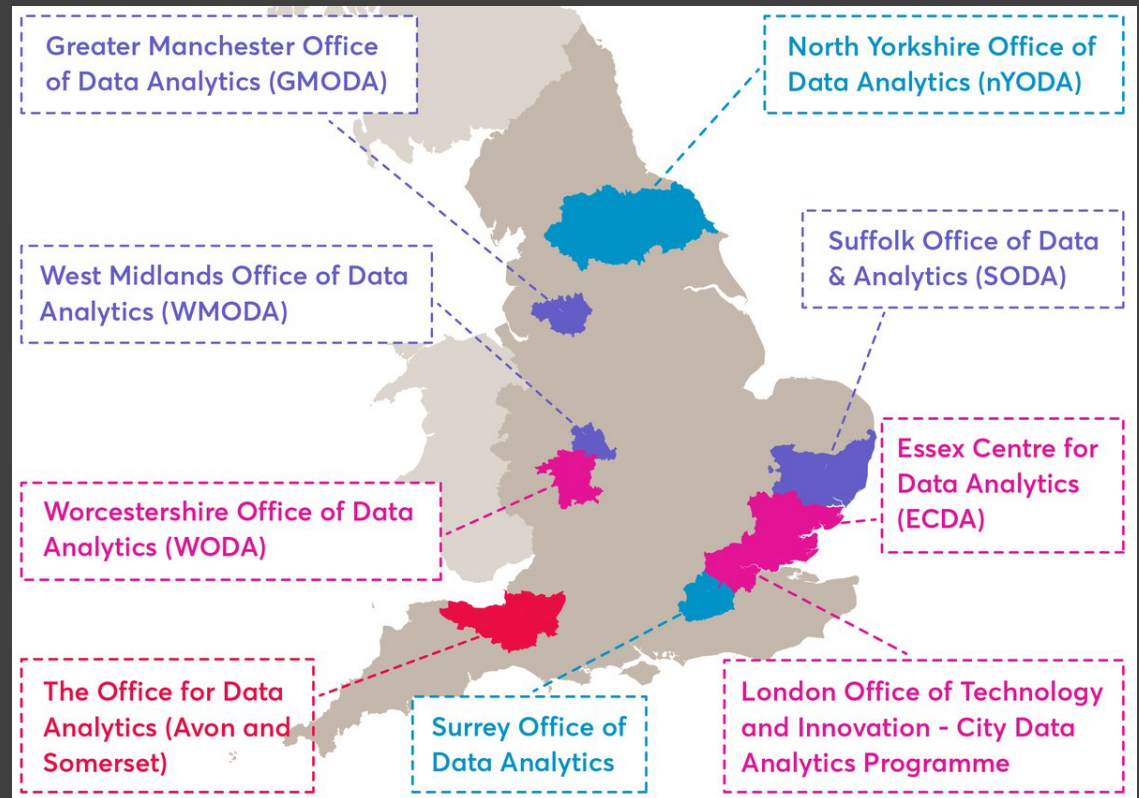 Greater Manchester Office
of Data Analytics (GMODA)
North Yorkshire Office of
Data Analytics (nYODA)
West Midlands Office of Data
Analytics (WMODA)
Suffolk Office of Data
& Analytics (SODA)
Worcestershire Office of Data
Analytics (WODA)
Essex Centre for
Data Analytics
(ECDA)
The Office for Data
Analytics (Avon and
Somerset)
Surrey Office of
Data Analytics
London Office of Technology
and Innovation - City Data
Analytics Programme